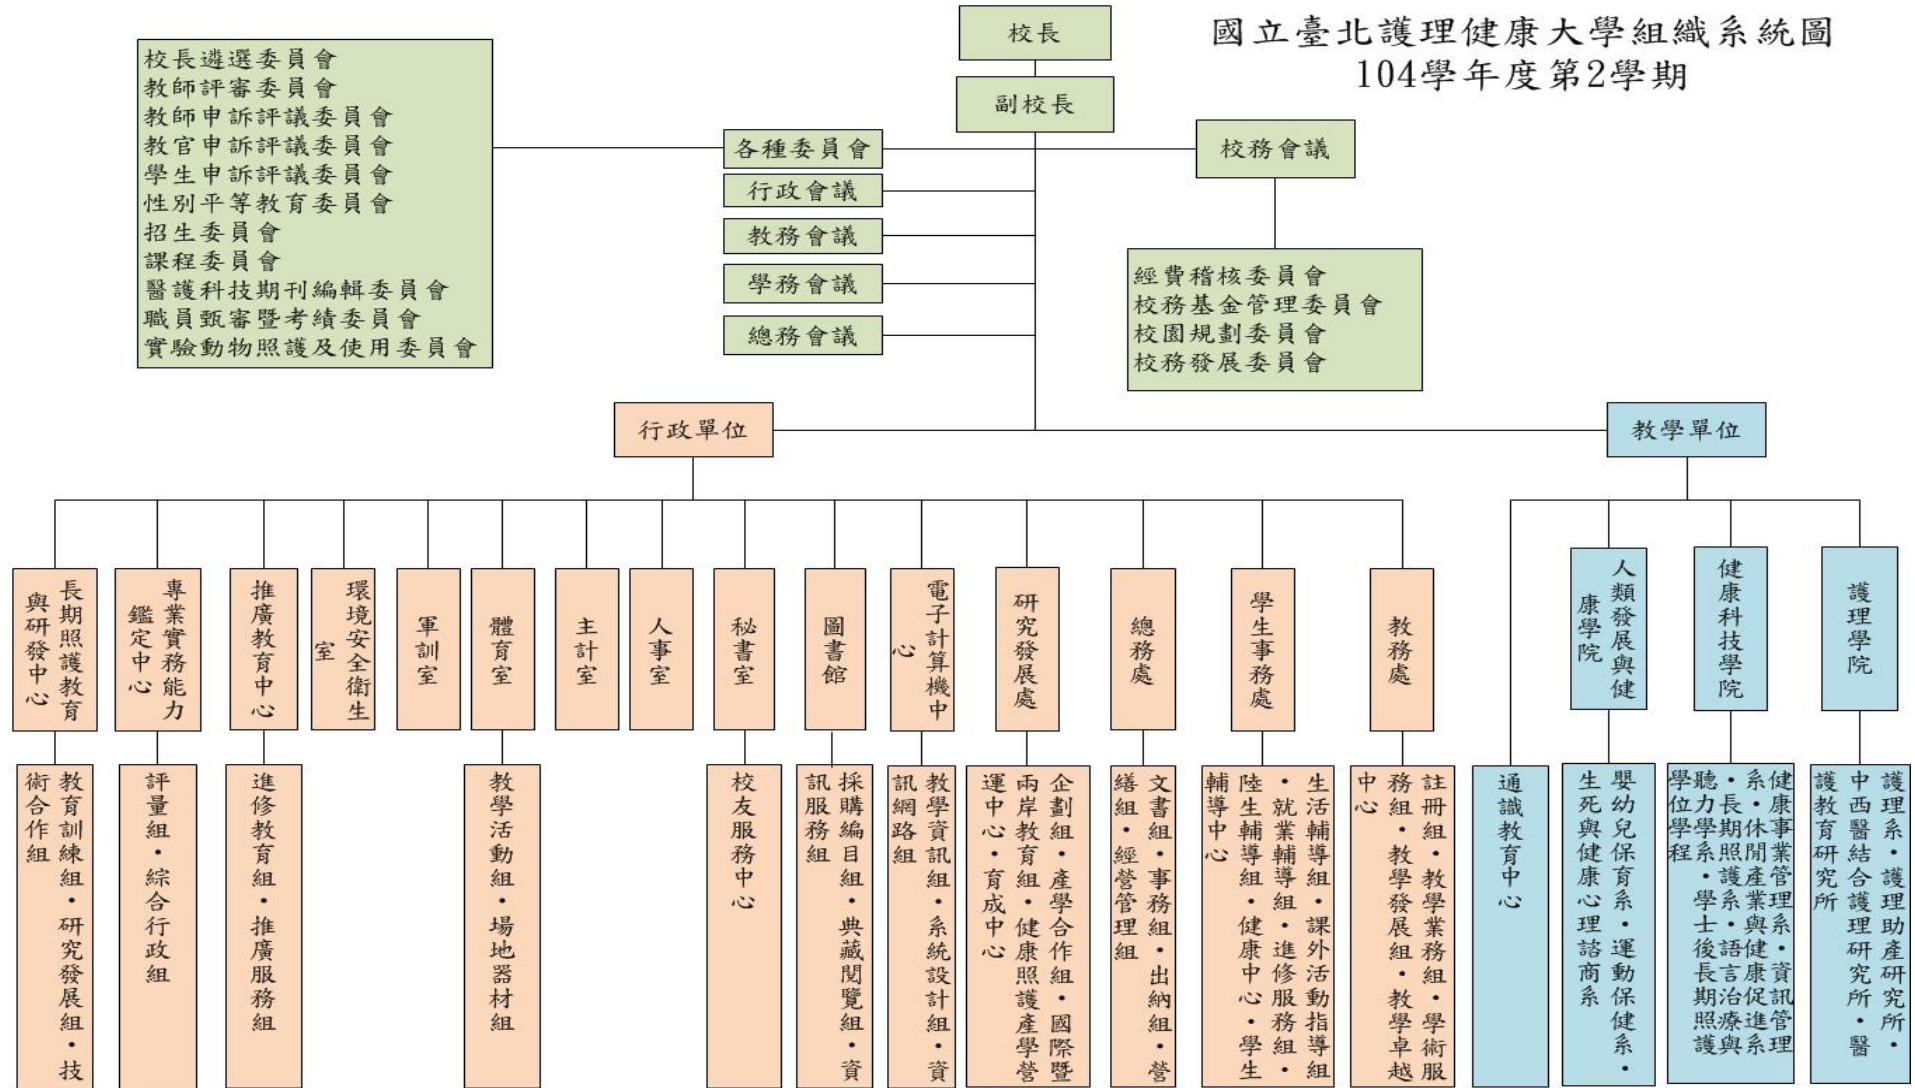 國立臺北護理健康大學組織系統圖
104學年度第2學期
校長
副校長
校長遴選委員會
教師評審委員會
教師申訴評議委員會
教官申訴評議委員會
學生申訴評議委員會
性別平等教育委員會
招生委員會
課程委員會
醫護科技期刊編輯委員會
職員甄審暨考績委員會
實驗動物照護及使用委員會
各種委員會
行政會議
教務會議
學務會議
總務會議
校務會議
經費稽核委員會
校務基金管理委員會
校園規劃委員會
校務發展委員會
行政單位
教學單位
長期照護教育
與研發中心
專業實務能力
鑑定中心
推廣教育中心
環境安全衛生
室
軍訓室
體育室
主計室
人事室
秘書室
圖書館
電子計算機中
心
研究發展處
總務處
學生事務處
教務處
人類發展與健
康學院
健康科技學院
護理學院
教育訓練組・研究發展組・技
術合作組
評量組・綜合行政組
進修教育組・推廣服務組
教學活動組・場地器材組
校友服務中心
採購編目組・典藏閱覽組・資
訊服務組
教學資訊組・系統設計組・資
訊網路組
企劃組・產學合作組・國際暨
兩岸教育組・健康照護產學營
運中心・育成中心
文書組・事務組・出納組・營
繕組・經營管理組
生活輔導組・課外活動指導組
・就業輔導組・進修服務組・
陸生輔導組・健康中心・學生
輔導中心
註冊組・教學業務組・學術服
務組・教學發展組・教學卓越
中心
通識教育中心
嬰幼兒保育系・運動保健系・
生死與健康心理諮商系
健康事業管理系・資訊管理
系・休閒產業與健康促進系
・長期照護系・語言治療與
聽力學系・學士後長期照護
學位學程
護理系・護理助產研究所・
中西醫結合護理研究所・醫
護教育研究所